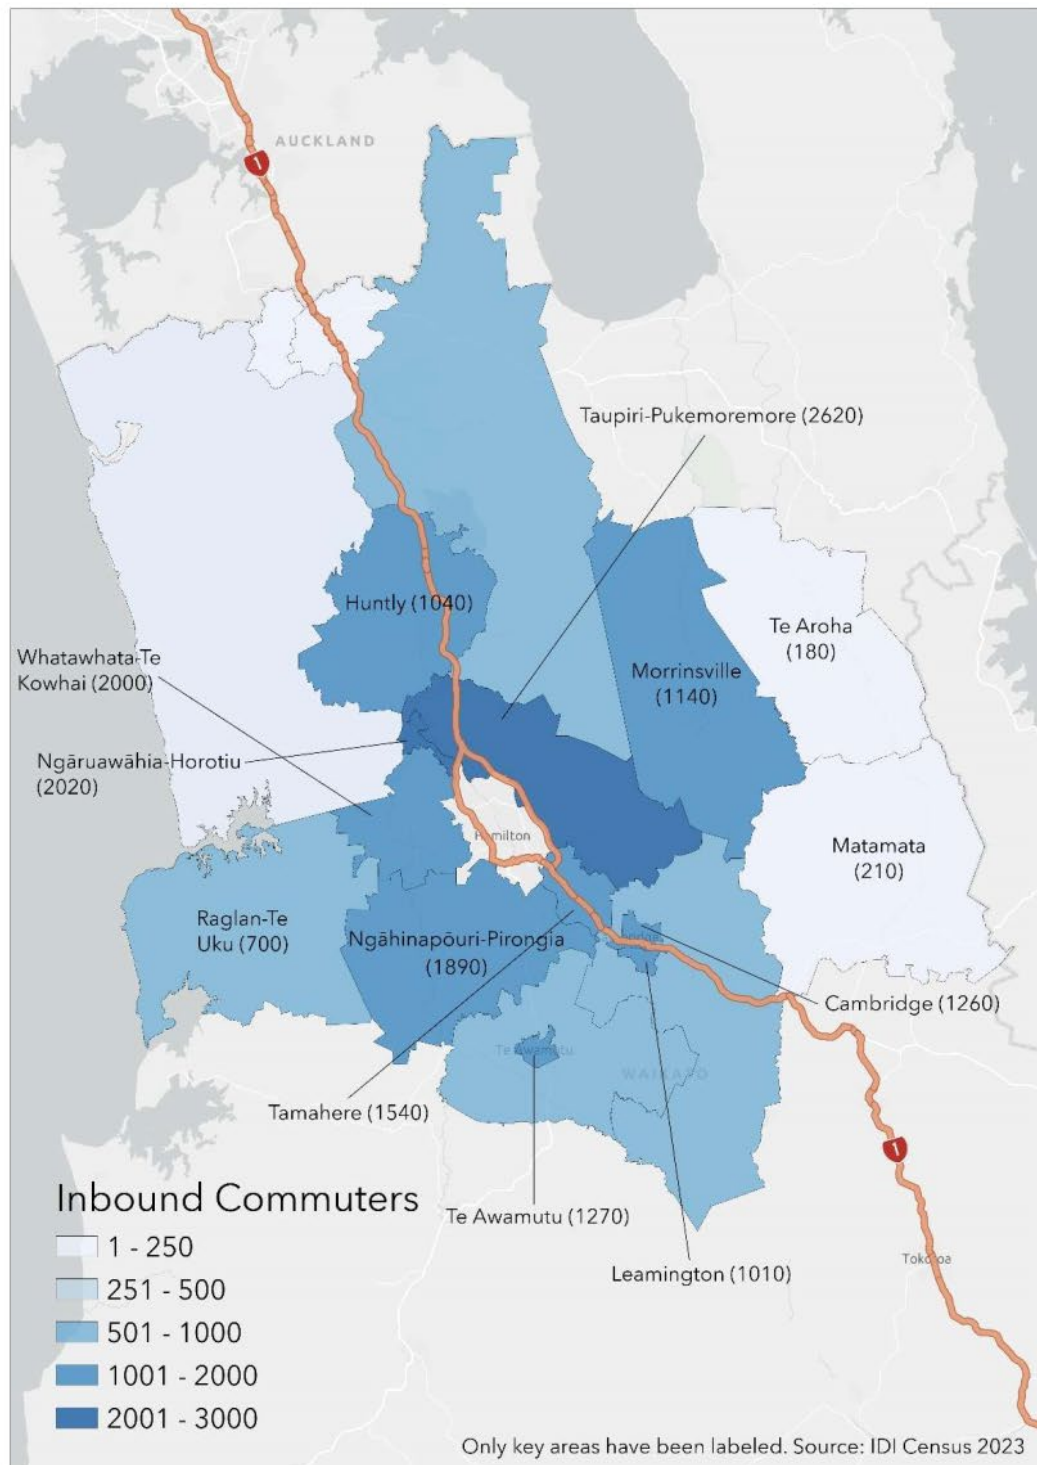 AUCKLAND
1
Taupiri-Pukemoremore (2620)
Huntly (1040)
Te Aroha
(180)
Whatawhata-Te
Kowhai (2000)
Morrinsville
(1140)
Ngāruawāhia-Horotiu
(2020)
Hamilton
Matamata
(210)
Raglan-Te
Uku (700)
Ngāhinapōuri-Pirongia
(1890)
Cambridge (1260)
Te Awamutu
WAIKATO
Tamahere (1540)
1
Te Awamutu (1270)
Leamington (1010)
Tokoroa
Inbound Commuters
1 - 250
251 - 500
501 - 1000
1001 - 2000
2001 - 3000
Only key areas have been labeled. Source: IDI Census 2023